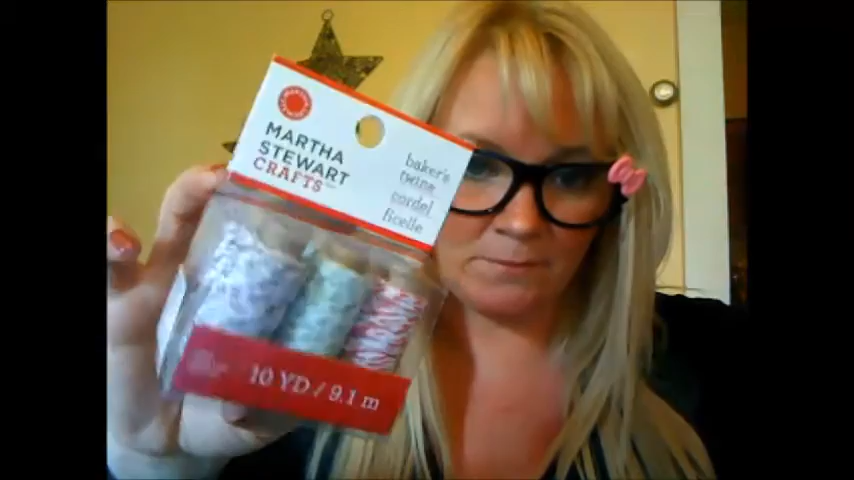 MARTHA
STEWART
CRAFTS
baker's
twine
cordel
ficelle
10 YD / 9.1 m